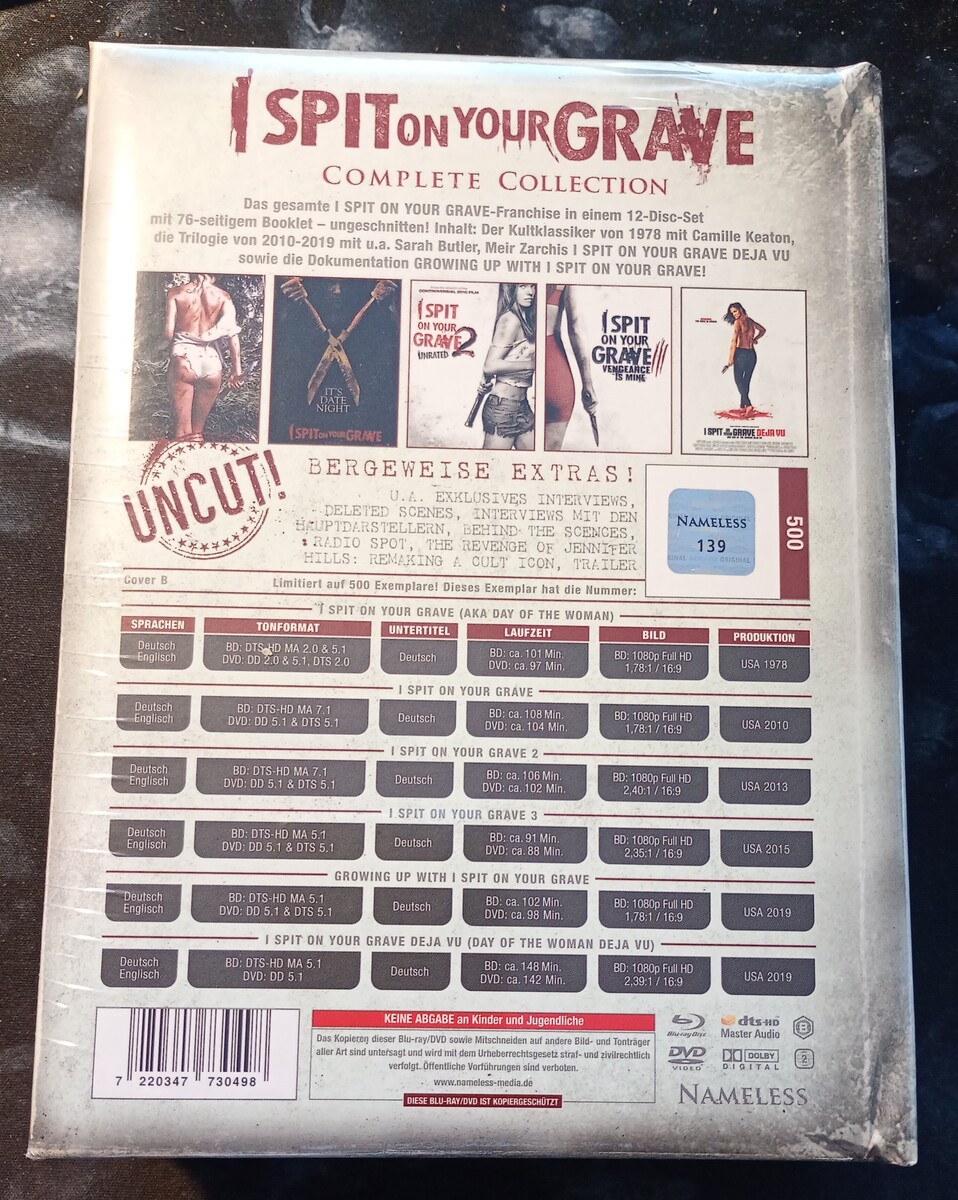 I SPIT ON YOUR GRAVE
COMPLETE COLLECTION
Das gesamte I SPIT ON YOUR GRAVE-Franchise in einem 12-Disc-Set
mit 76-seitigem Booklet – ungeschnitten! Inhalt: Der Kultklassiker von 1978 mit Camille Keaton,
die Trilogie von 2010-2019 mit u.a. Sarah Butler, Meir Zarchis I SPIT ON YOUR GRAVE DEJA VU
sowie die Dokumentation GROWING UP WITH I SPIT ON YOUR GRAVE!
IT'S
DATE
NIGHT
I SPIT ON YOUR GRAVE
CONTROVERSIAL 2010 FILM
I SPIT
ON YOUR
GRAVE 2
UNRATED
I SPIT
ON YOUR
GRAVE III
VENGEANCE
IS MINE
I SPIT ON YOUR GRAVE DEJA VU
UNCUT!
BERGEWEISE EXTRAS!
U.A. EXKLUSIVES INTERVIEWS,
DELETED SCENES, INTERVIEWS MIT DEN
HAUPTDARSTELLERN, BEHIND THE SCENCES,
RADIO SPOT, THE REVENGE OF JENNIFER
HILLS: REMAKING A CULT ICON, TRAILER
NAMELESS
139
ORIGINAL
500
Cover B
Limitiert auf 500 Exemplare! Dieses Exemplar hat die Nummer:
I SPIT ON YOUR GRAVE (AKA DAY OF THE WOMAN)
SPRACHEN TONFORMAT UNTERTITEL LAUFZEIT BILD PRODUKTION
Deutsch BD: DTS-HD MA 2.0 & 5.1 Deutsch BD: ca. 101 Min. BD: 1080p Full HD USA 1978
Englisch DVD: DD 2.0 & 5.1, DTS 2.0 DVD: ca. 97 Min. 1,78:1 / 16:9
I SPIT ON YOUR GRAVE
Deutsch BD: DTS-HD MA 7.1 Deutsch BD: ca. 108 Min. BD: 1080p Full HD USA 2010
Englisch DVD: DD 5.1 & DTS 5.1 DVD: ca. 104 Min. 1,78:1 / 16:9
I SPIT ON YOUR GRAVE 2
Deutsch BD: DTS-HD MA 7.1 Deutsch BD: ca. 106 Min. BD: 1080p Full HD USA 2013
Englisch DVD: DD 5.1 & DTS 5.1 DVD: ca. 102 Min. 2,40:1 / 16:9
I SPIT ON YOUR GRAVE 3
Deutsch BD: DTS-HD MA 5.1 Deutsch BD: ca. 91 Min. BD: 1080p Full HD USA 2015
Englisch DVD: DD 5.1 & DTS 5.1 DVD: ca. 88 Min. 2,35:1 / 16:9
GROWING UP WITH I SPIT ON YOUR GRAVE
Deutsch BD: DTS-HD MA 5.1 Deutsch BD: ca. 102 Min. BD: 1080p Full HD USA 2019
Englisch DVD: DD 5.1 & DTS 5.1 DVD: ca. 98 Min. 1,78:1 / 16:9
I SPIT ON YOUR GRAVE DEJA VU (DAY OF THE WOMAN DEJA VU)
Deutsch BD: DTS-HD MA 5.1 Deutsch BD: ca. 148 Min. BD: 1080p Full HD USA 2019
Englisch DVD: DD 5.1 DVD: ca. 142 Min. 2,39:1 / 16:9
7 220347 730498
KEINE ABGABE an Kinder und Jugendliche
Das Kopieren dieser Blu-ray/DVD sowie Mitschneiden auf andere Bild- und Tonträger
aller Art sind untersagt und wird mit dem Urheberrechtsgesetz straf- und zivilrechtlich
verfolgt. Öffentliche Vorführungen sind verboten.
www.nameless-media.de
DIESE BLU-RAY/DVD IST KOPIERGESCHÜTZT
Blu-ray Disc
dts-HD
Master Audio
B
DVD
VIDEO
DOLBY
DIGITAL
2
NAMELESS